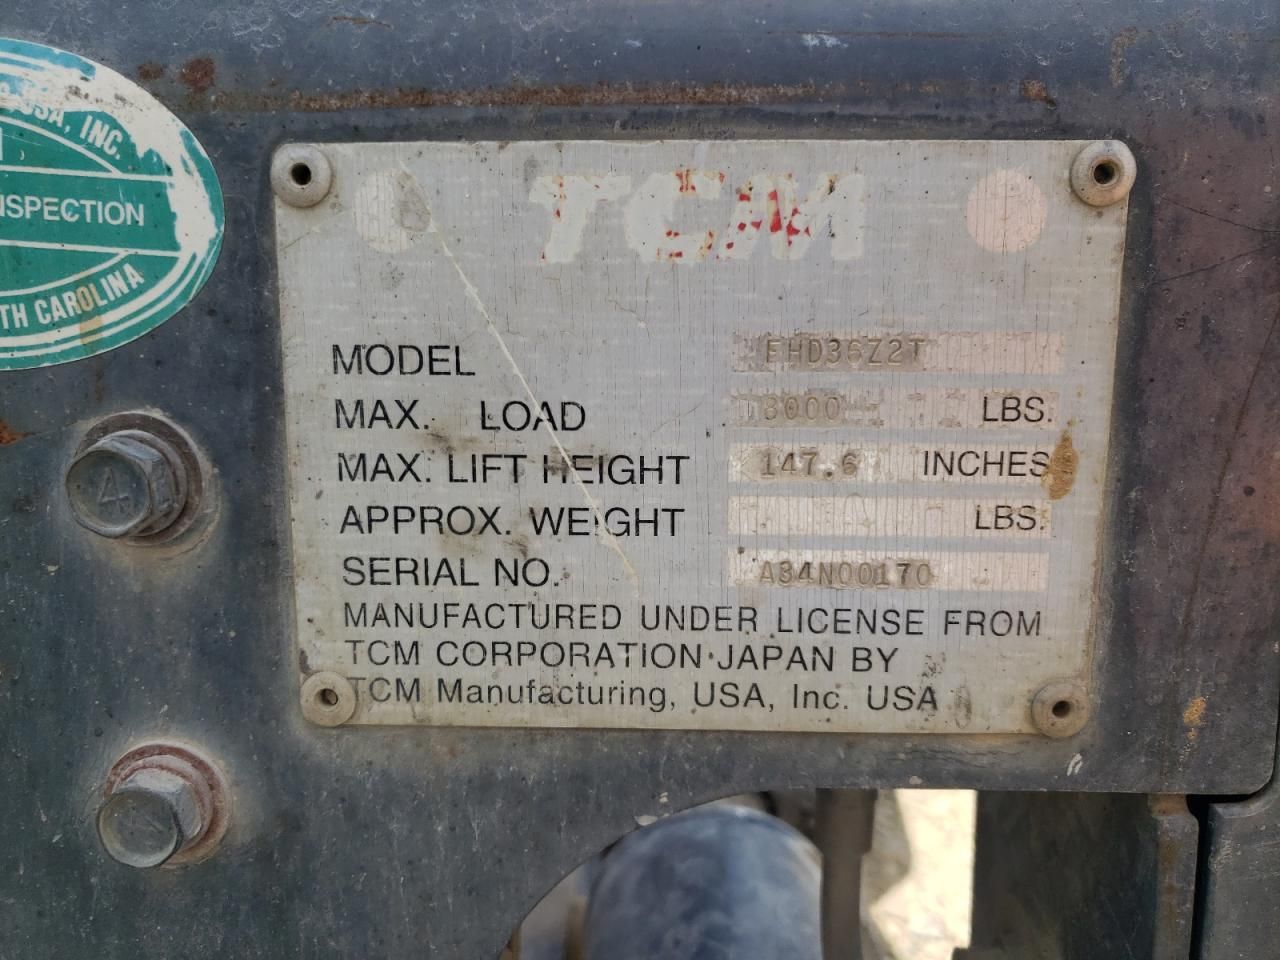 USA, INC.
INSPECTION
TH CAROLINA
TCM
MODEL FHD36Z2T
MAX. LOAD 8000 LBS.
MAX. LIFT HEIGHT 147.6 INCHES
APPROX. WEIGHT LBS.
SERIAL NO. A34N00170
MANUFACTURED UNDER LICENSE FROM
TCM CORPORATION JAPAN BY
TCM Manufacturing, USA, Inc. USA
4